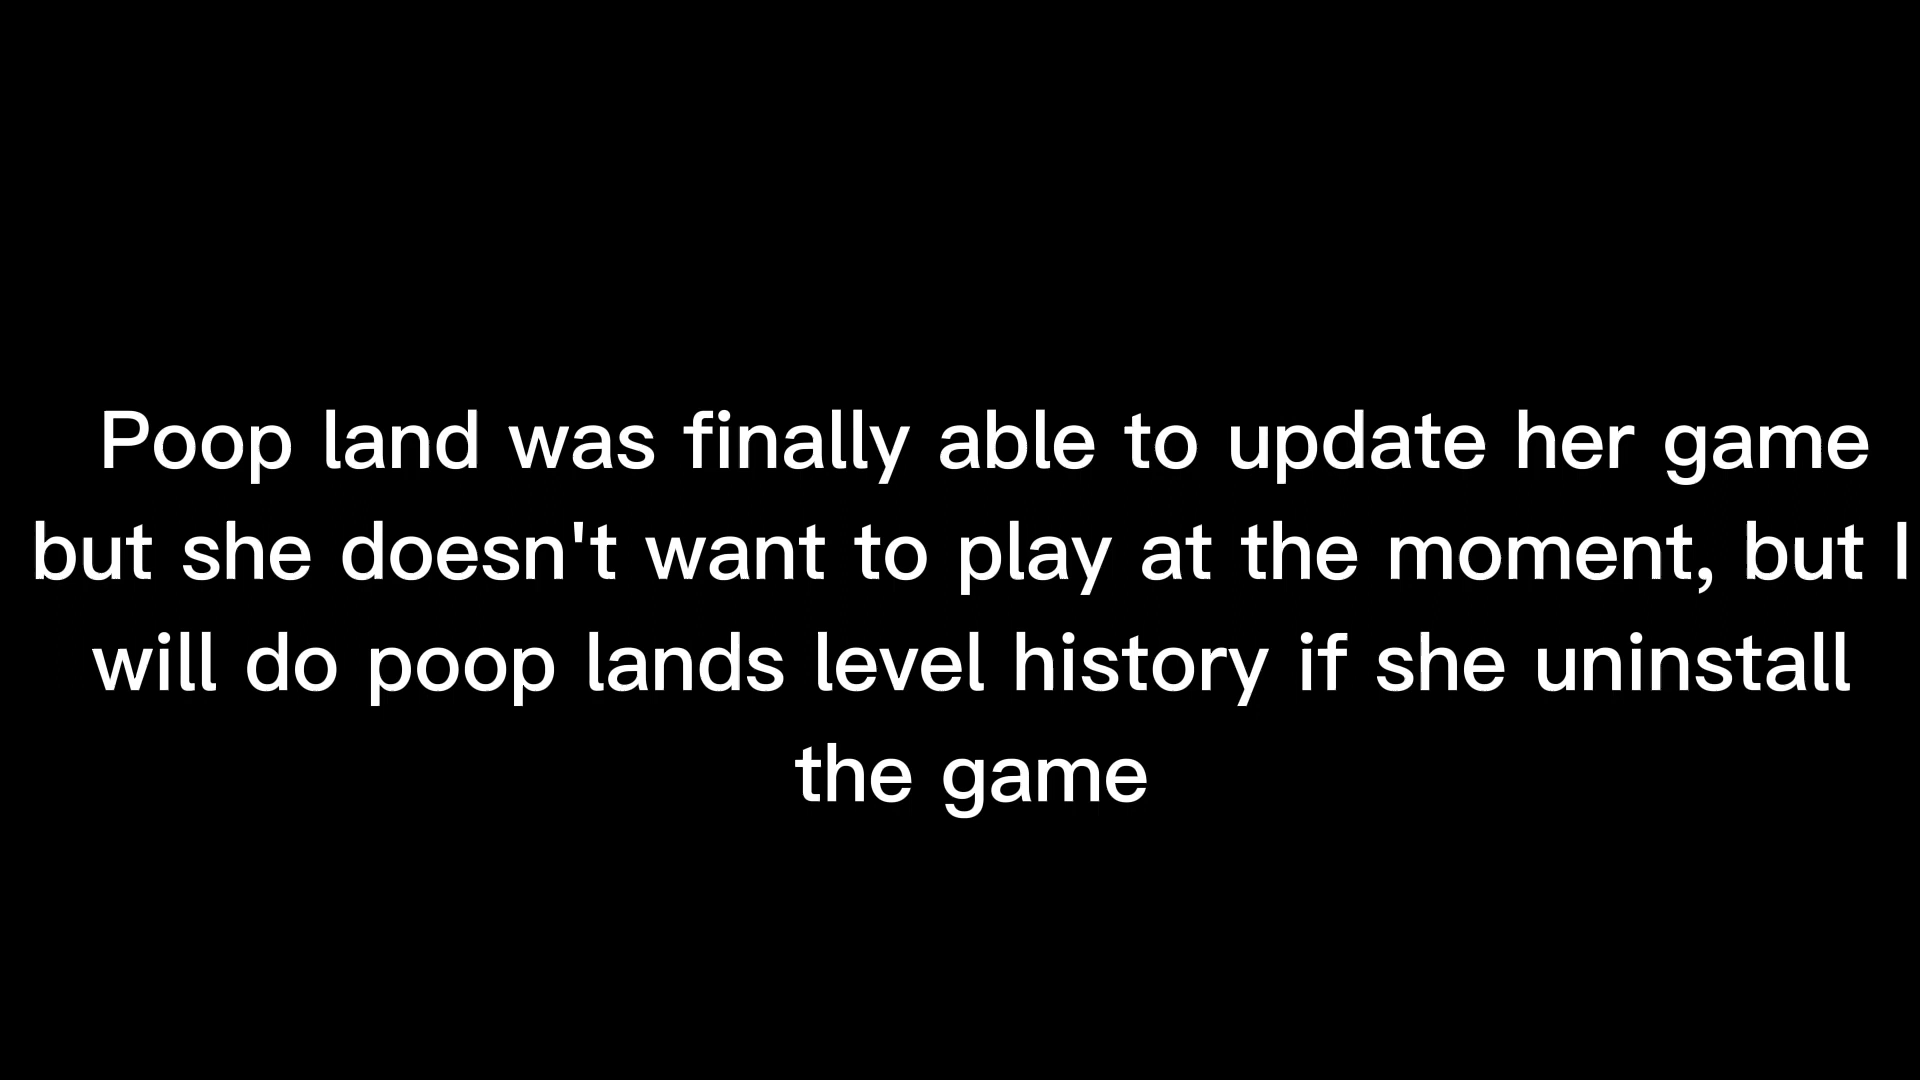 Poop land was finally able to update her game
but she doesn't want to play at the moment, but I
will do poop lands level history if she uninstall
the game